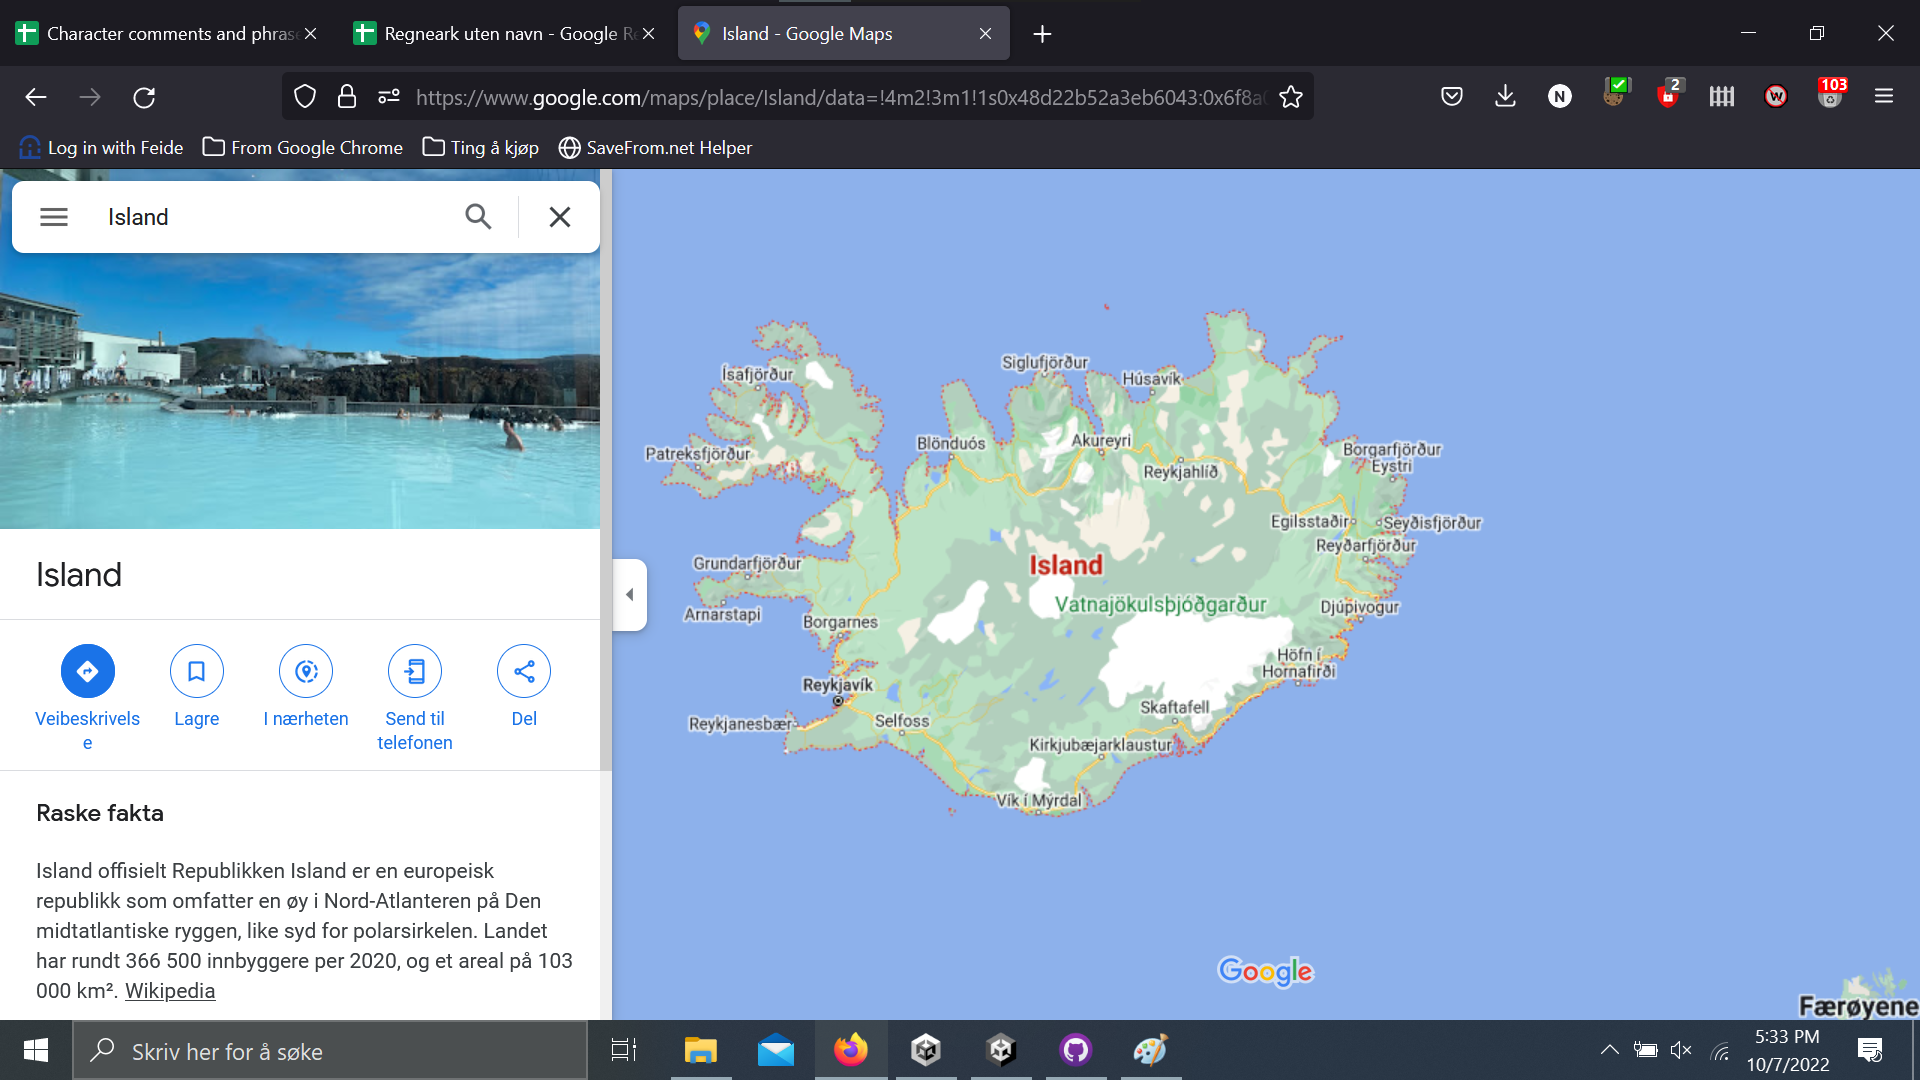 Character comments and phras
Regneark uten navn - Google Re
Island - Google Maps
https://www.google.com/maps/place/Island/data=!4m2!3m1!1s0x48d22b52a3eb6043:0x6f8a
N
2
W
103
Log in with Feide
From Google Chrome
Ting å kjøp
SaveFrom.net Helper
Island
Island
Veibeskrivels
e
Lagre
I nærheten
Send til
telefonen
Del
Raske fakta
Island offisielt Republikken Island er en europeisk
republikk som omfatter en øy i Nord-Atlanteren på Den
midtatlantiske ryggen, like syd for polarsirkelen. Landet
har rundt 366 500 innbyggere per 2020, og et areal på 103
000 km². Wikipedia
Siglufjörður
Ísafjörður
Húsavík
Blönduós
Akureyri
Patreksfjörður
Borgarfjörður
Eystri
Reykjahlíð
Egilsstaðir
Seyðisfjörður
Reyðarfjörður
Grundarfjörður
Island
Vatnajökulsþjóðgarður
Djúpivogur
Arnarstapi
Borgarnes
Höfn í
Hornafirði
Reykjavík
Skaftafell
Reykjanesbær
Selfoss
Kirkjubæjarklaustur
Vík í Mýrdal
Google
Færøyene
Skriv her for å søke
5:33 PM
10/7/2022